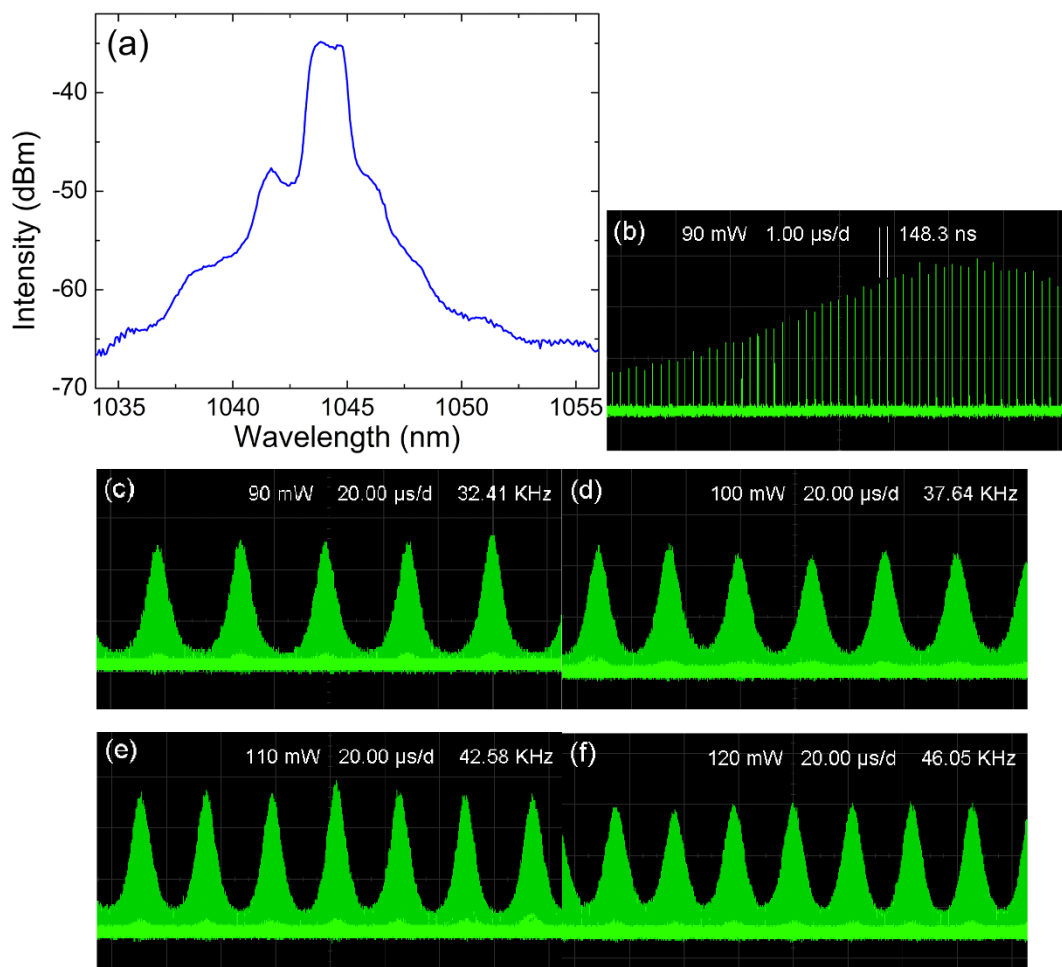 (a)
-40
-50
-60
-70
Intensity (dBm)
1035 1040 1045 1050 1055
Wavelength (nm)
(b) 90 mW 1.00 µs/d 148.3 ns
(c) 90 mW 20.00 µs/d 32.41 KHz
(d) 100 mW 20.00 µs/d 37.64 KHz
(e) 110 mW 20.00 µs/d 42.58 KHz
(f) 120 mW 20.00 µs/d 46.05 KHz